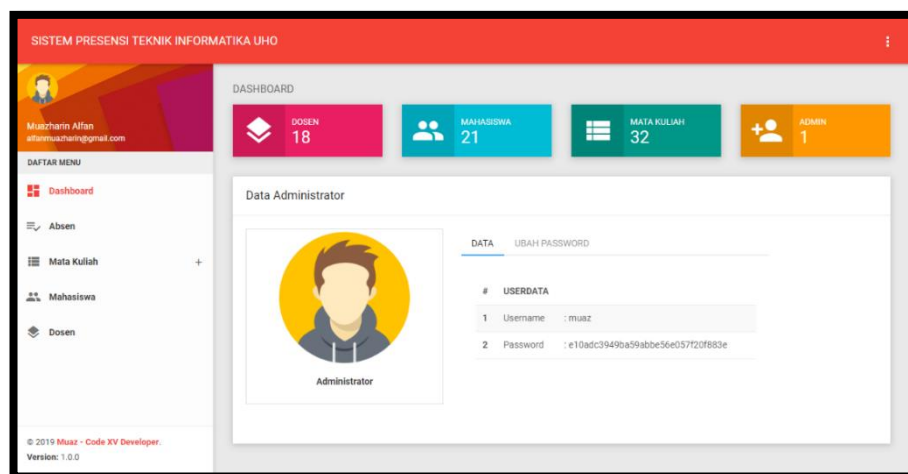 SISTEM PRESENSI TEKNIK INFORMATIKA UHO
Muazharin Alfan
alfanmuazharin@gmail.com
DAFTAR MENU
Dashboard
Absen
Mata Kuliah +
Mahasiswa
Dosen
© 2019 Muaz - Code XV Developer.
Version: 1.0.0
DASHBOARD
DOSEN
18
MAHASISWA
21
MATA KULIAH
32
ADMIN
1
Data Administrator
Administrator
DATA UBAH PASSWORD
# USERDATA
1 Username : muaz
2 Password : e10adc3949ba59abbe56e057f20f883e